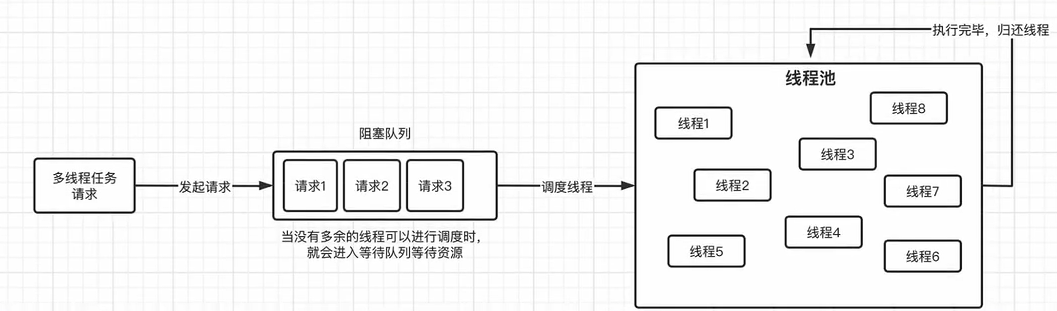 执行完毕，归还线程
线程池
线程8
线程1
阻塞队列
线程3
多线程任务
请求
发起请求
请求1
请求2
请求3
调度线程
线程2
线程7
线程4
当没有多余的线程可以进行调度时，
就会进入等待队列等待资源
线程5
线程6